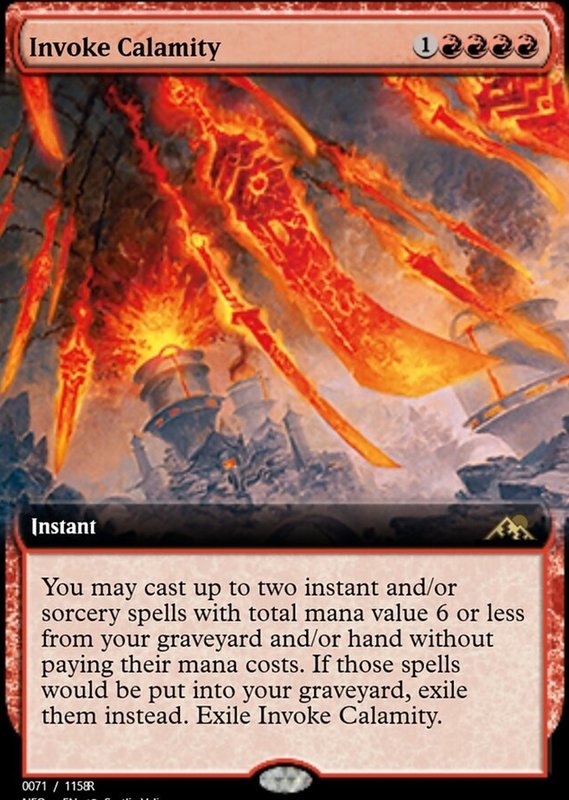 Invoke Calamity 1
Instant
You may cast up to two instant and/or
sorcery spells with total mana value 6 or less
from your graveyard and/or hand without
paying their mana costs. If those spells
would be put into your graveyard, exile
them instead. Exile Invoke Calamity.
0071 / 1158R